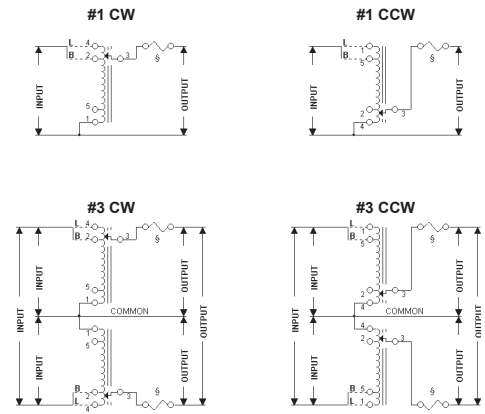 #1 CW
L 4
B 2
3
§
5
1
INPUT
OUTPUT
#1 CCW
L
1
B
5
§
2
3
4
INPUT
OUTPUT
#3 CW
L 4
B 2
3
§
5
1
COMMON
1
5
B
2
3
L
4
§
INPUT
INPUT
INPUT
OUTPUT
OUTPUT
OUTPUT
#3 CCW
L
1
B
5
§
2
3
4
COMMON
4
2
3
B 5
L 1
§
INPUT
INPUT
INPUT
OUTPUT
OUTPUT
OUTPUT